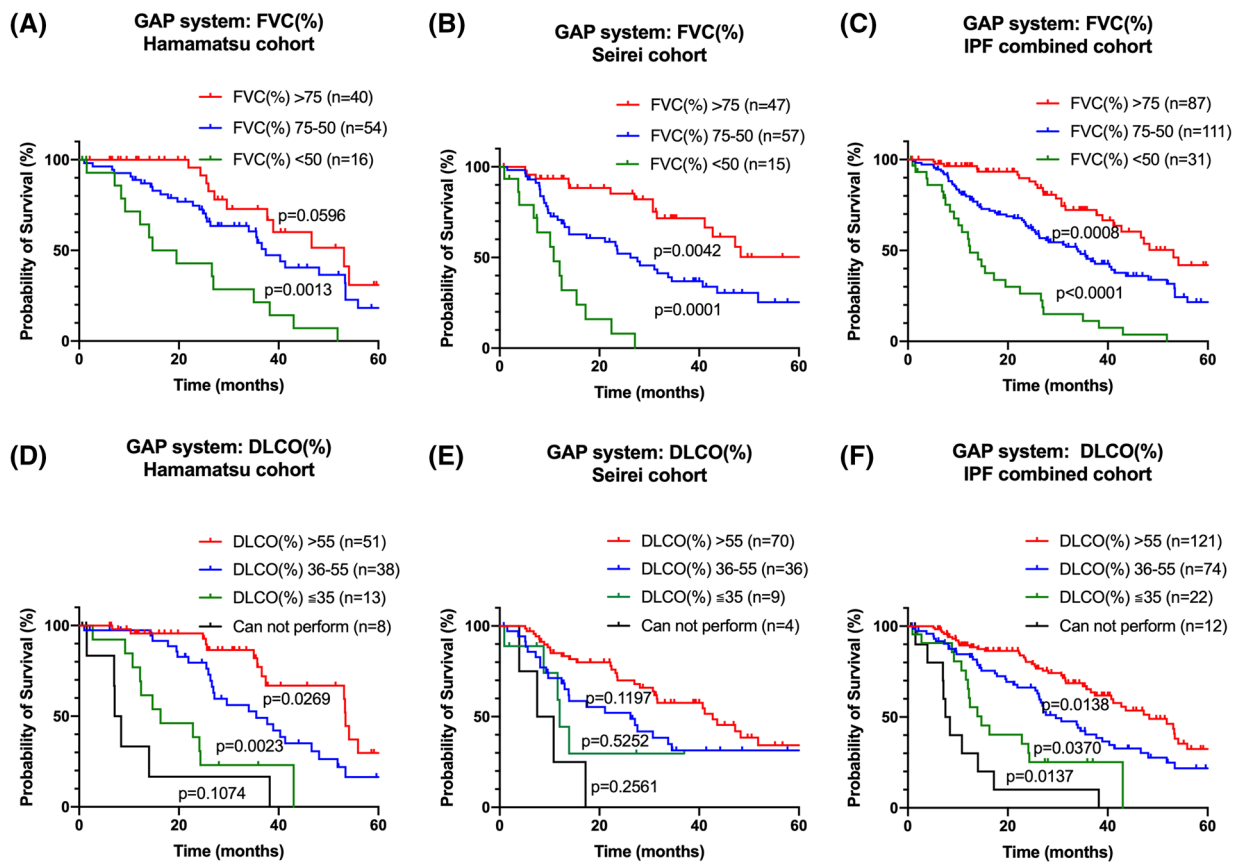 (A)
GAP system: FVC(%)
Hamamatsu cohort
FVC(%) >75 (n=40)
FVC(%) 75-50 (n=54)
FVC(%) <50 (n=16)
Probability of Survival (%)
100
50
0
p=0.0596
p=0.0013
0 20 40 60
Time (months)
(B)
GAP system: FVC(%)
Seirei cohort
FVC(%) >75 (n=47)
FVC(%) 75-50 (n=57)
FVC(%) <50 (n=15)
Probability of Survival (%)
100
50
0
p=0.0042
p=0.0001
0 20 40 60
Time (months)
(C)
GAP system: FVC(%)
IPF combined cohort
FVC(%) >75 (n=87)
FVC(%) 75-50 (n=111)
FVC(%) <50 (n=31)
Probability of Survival (%)
100
50
0
p=0.0008
p<0.0001
0 20 40 60
Time (months)
(D)
GAP system: DLCO(%)
Hamamatsu cohort
DLCO(%) >55 (n=51)
DLCO(%) 36-55 (n=38)
DLCO(%) ≦35 (n=13)
Can not perform (n=8)
Probability of Survival (%)
100
50
0
p=0.0269
p=0.0023
p=0.1074
0 20 40 60
Time (months)
(E)
GAP system: DLCO(%)
Seirei cohort
DLCO(%) >55 (n=70)
DLCO(%) 36-55 (n=36)
DLCO(%) ≦35 (n=9)
Can not perform (n=4)
Probability of Survival (%)
100
50
0
p=0.1197
p=0.5252
p=0.2561
0 20 40 60
Time (months)
(F)
GAP system: DLCO(%)
IPF combined cohort
DLCO(%) >55 (n=121)
DLCO(%) 36-55 (n=74)
DLCO(%) ≦35 (n=22)
Can not perform (n=12)
Probability of Survival (%)
100
50
0
p=0.0138
p=0.0370
p=0.0137
0 20 40 60
Time (months)